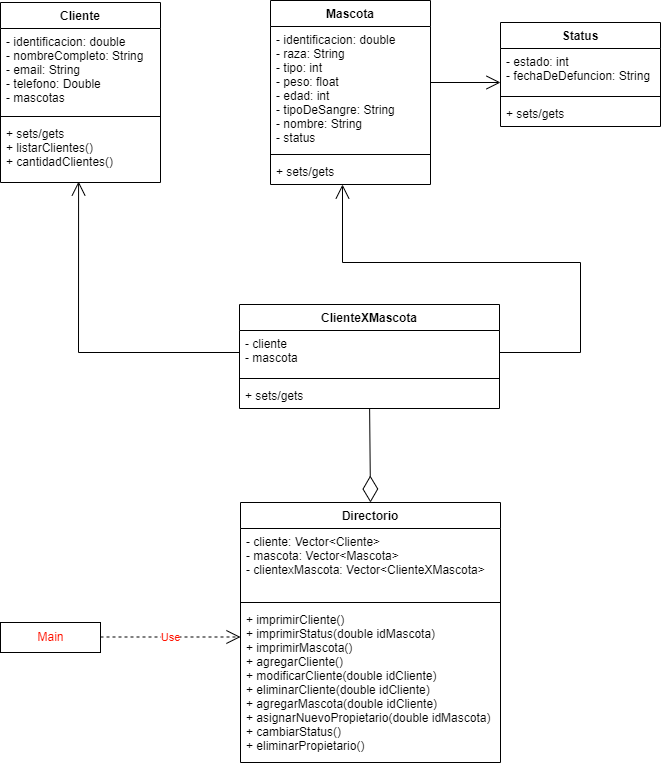 Cliente
- identificacion: double
- nombreCompleto: String
- email: String
- telefono: Double
- mascotas
+ sets/gets
+ listarClientes()
+ cantidadClientes()
Mascota
- identificacion: double
- raza: String
- tipo: int
- peso: float
- edad: int
- tipoDeSangre: String
- nombre: String
- status
+ sets/gets
Status
- estado: int
- fechaDeDefuncion: String
+ sets/gets
ClienteXMascota
- cliente
- mascota
+ sets/gets
Directorio
- cliente: Vector<Cliente>
- mascota: Vector<Mascota>
- clientexMascota: Vector<ClienteXMascota>
+ imprimirCliente()
+ imprimirStatus(double idMascota)
+ imprimirMascota()
+ agregarCliente()
+ modificarCliente(double idCliente)
+ eliminarCliente(double idCliente)
+ agregarMascota(double idCliente)
+ asignarNuevoPropietario(double idMascota)
+ cambiarStatus()
+ eliminarPropietario()
Main
Use